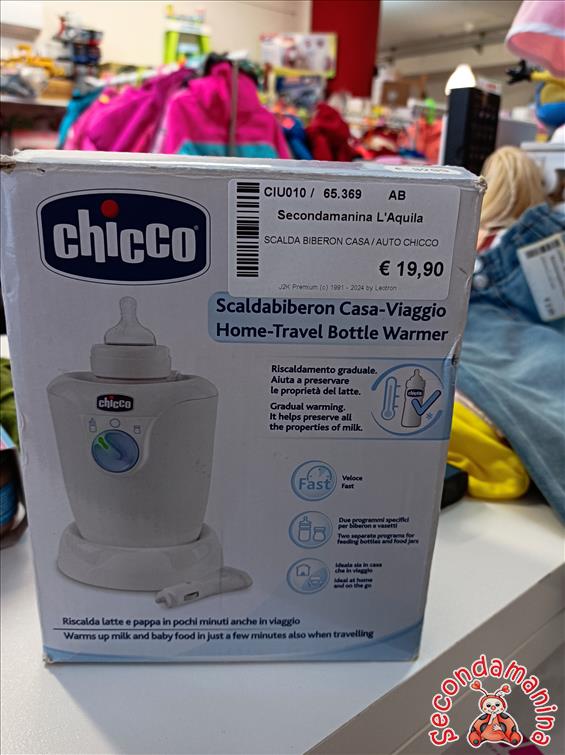 CIU010 / 65.369 AB
Secondamanina L'Aquila
SCALDA BIBERON CASA / AUTO CHICCO
€ 19,90
J2K Premium (c) 1991 - 2024 by Leotron
chicco
Scaldabiberon Casa-Viaggio
Home-Travel Bottle Warmer
Riscaldamento graduale.
Aiuta a preservare
le proprietà del latte.
Gradual warming.
It helps preserve all
the properties of milk.
chicco
chicco
Fast
Veloce
Fast
Due programmi specifici
per biberon e vasetti
Two separate programs for
feeding bottles and food jars
Ideale sia in casa
che in viaggio
Ideal at home
and on the go
Riscalda latte e pappa in pochi minuti anche in viaggio
Warms up milk and baby food in just a few minutes also when travelling
Secondamanina